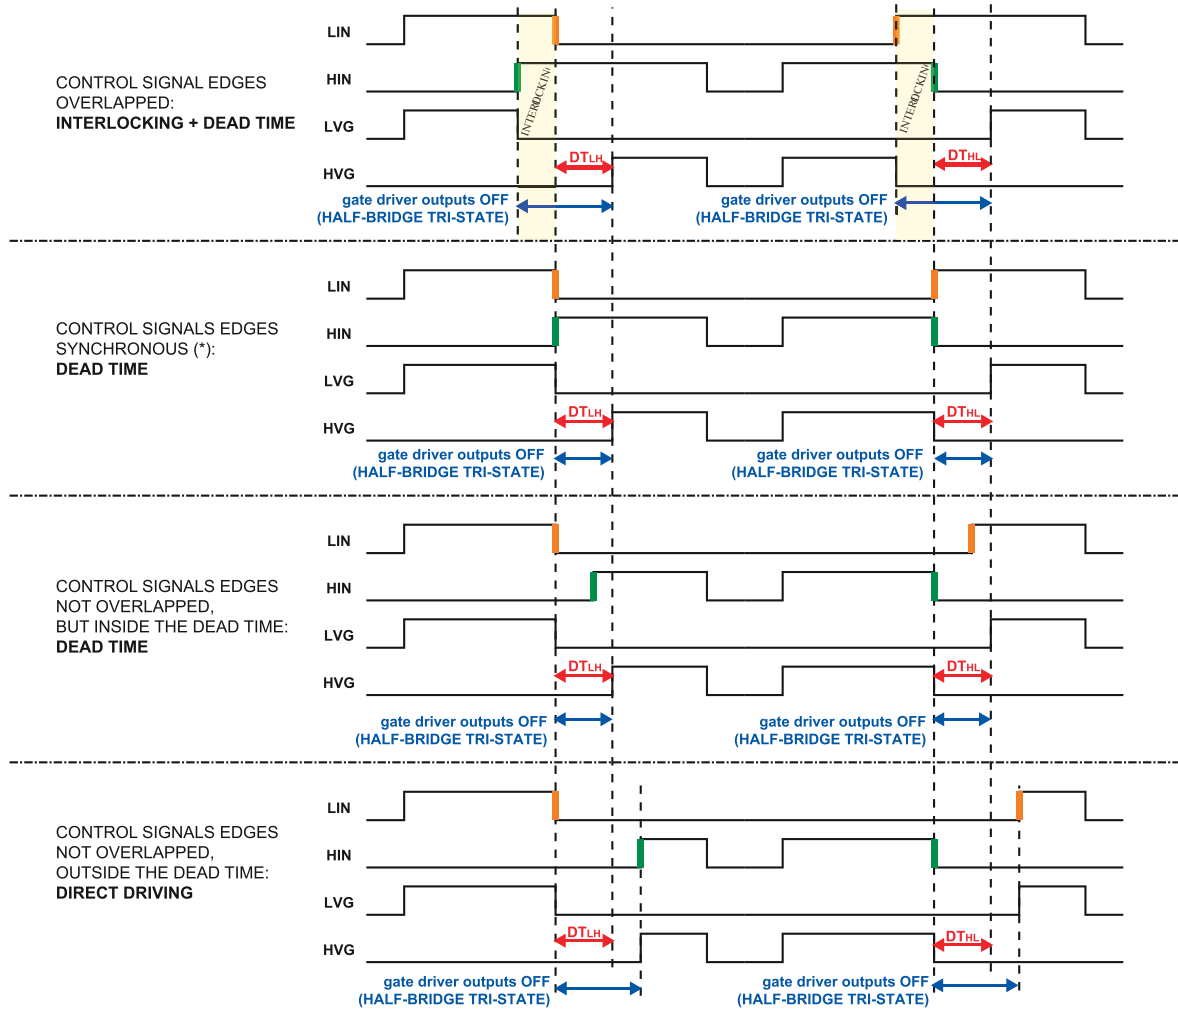 LIN
HIN
CONTROL SIGNAL EDGES
OVERLAPPED:
INTERLOCKING + DEAD TIME
INTERLOCKING
INTERLOCKING
LVG
DTLH
DTHL
HVG
gate driver outputs OFF
(HALF-BRIDGE TRI-STATE)
gate driver outputs OFF
(HALF-BRIDGE TRI-STATE)
LIN
CONTROL SIGNALS EDGES
SYNCHRONOUS (*):
DEAD TIME
HIN
LVG
DTLH
DTHL
HVG
gate driver outputs OFF
(HALF-BRIDGE TRI-STATE)
gate driver outputs OFF
(HALF-BRIDGE TRI-STATE)
LIN
CONTROL SIGNALS EDGES
NOT OVERLAPPED,
BUT INSIDE THE DEAD TIME:
DEAD TIME
HIN
LVG
DTLH
DTHL
HVG
gate driver outputs OFF
(HALF-BRIDGE TRI-STATE)
gate driver outputs OFF
(HALF-BRIDGE TRI-STATE)
LIN
CONTROL SIGNALS EDGES
NOT OVERLAPPED,
OUTSIDE THE DEAD TIME:
DIRECT DRIVING
HIN
LVG
DTLH
DTHL
HVG
gate driver outputs OFF
(HALF-BRIDGE TRI-STATE)
gate driver outputs OFF
(HALF-BRIDGE TRI-STATE)